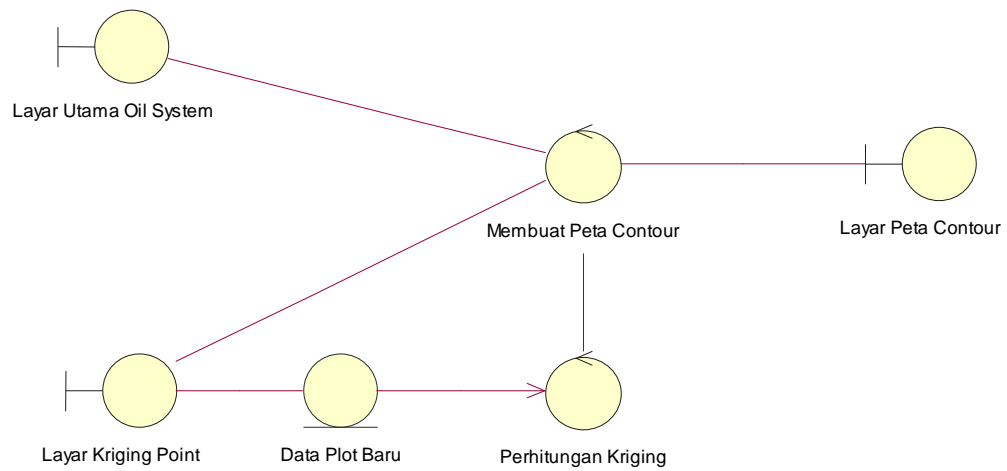 Layar Utama Oil System
Membuat Peta Contour
Layar Peta Contour
Layar Kriging Point
Data Plot Baru
Perhitungan Kriging